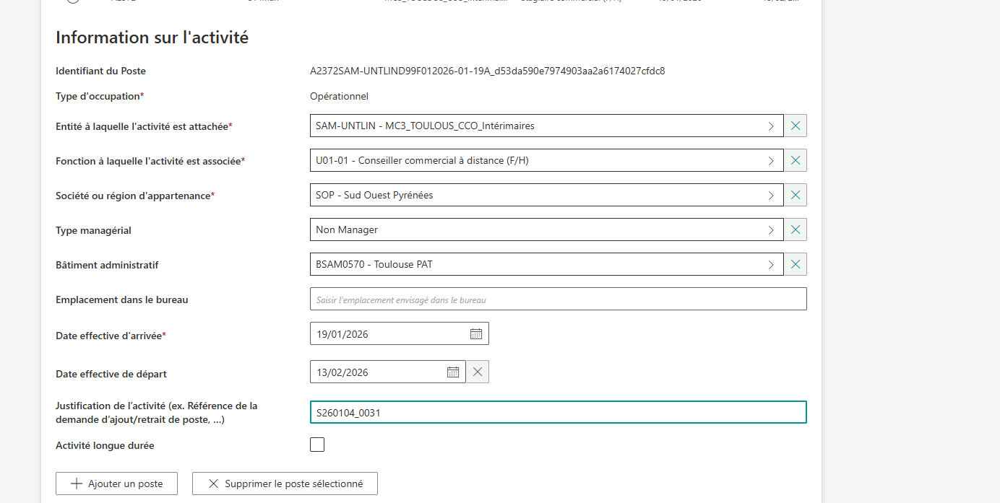 Information sur l'activité
Identifiant du Poste
A2372SAM-UNTLIND99F012026-01-19A_d53da590e7974903aa2a6174027cfdc8
Type d'occupation*
Opérationnel
Entité à laquelle l'activité est attachée*
SAM-UNTLIN - MC3_TOULOUS_CCO_Intérimaires
Fonction à laquelle l'activité est associée*
U01-01 - Conseiller commercial à distance (F/H)
Société ou région d'appartenance*
SOP - Sud Ouest Pyrénées
Type managérial
Non Manager
Bâtiment administratif
BSAM0570 - Toulouse PAT
Emplacement dans le bureau
Saisir l'emplacement envisagé dans le bureau
Date effective d'arrivée*
19/01/2026
Date effective de départ
13/02/2026
Justification de l’activité (ex. Référence de la
demande d’ajout/retrait de poste, ...)
S260104_0031
Activité longue durée
Ajouter un poste
Supprimer le poste sélectionné